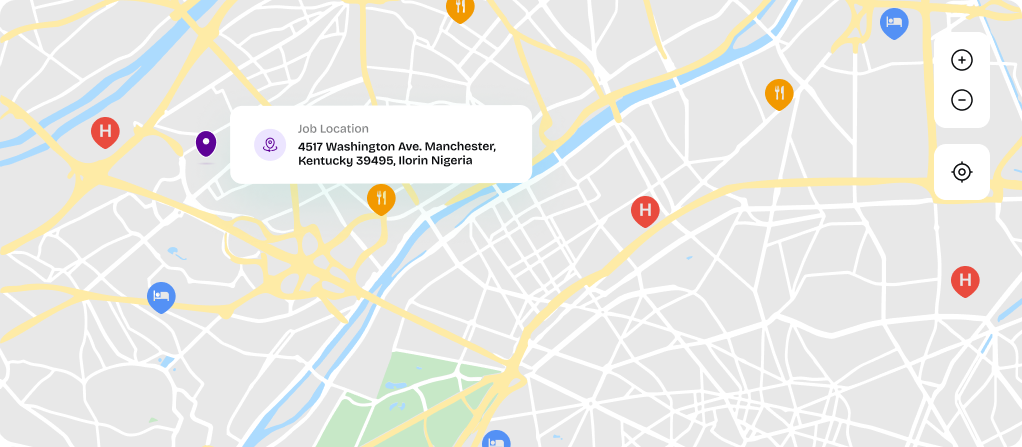 H
Job Location
4517 Washington Ave. Manchester,
Kentucky 39495, Ilorin Nigeria
H
H